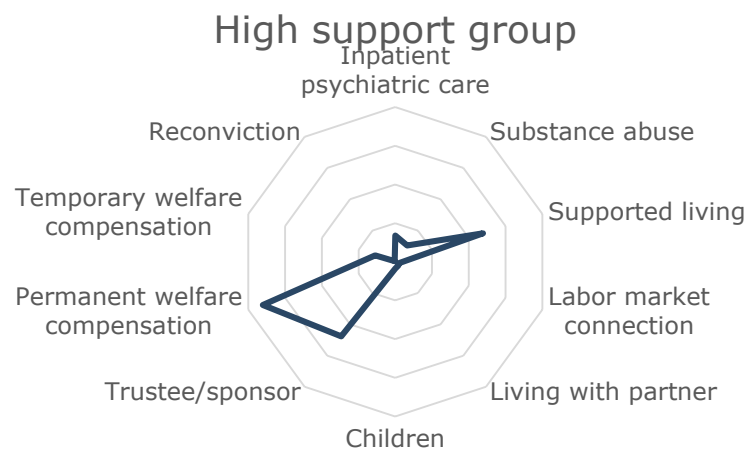 High support group
Inpatient
psychiatric care
Reconviction
Substance abuse
Temporary welfare
compensation
Supported living
Permanent welfare
compensation
Labor market
connection
Trustee/sponsor
Living with partner
Children